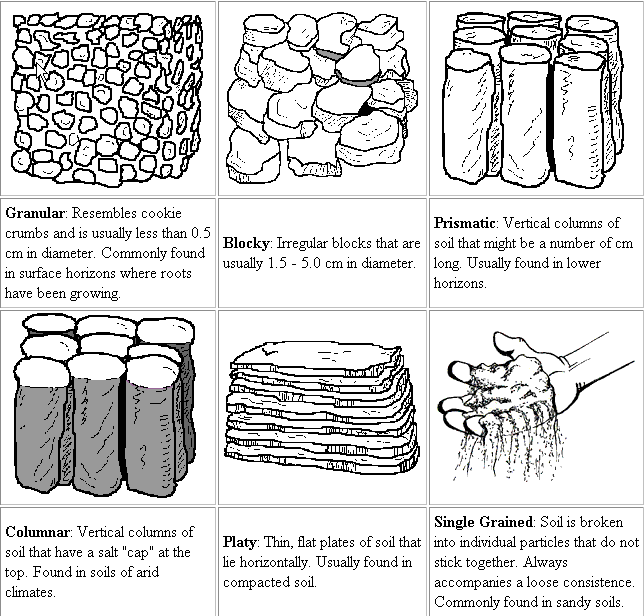 Granular: Resembles cookie
crumbs and is usually less than 0.5
cm in diameter. Commonly found
in surface horizons where roots
have been growing.
Blocky: Irregular blocks that are
usually 1.5 - 5.0 cm in diameter.
Prismatic: Vertical columns of
soil that might be a number of cm
long. Usually found in lower
horizons.
Columnar: Vertical columns of
soil that have a salt "cap" at the
top. Found in soils of arid
climates.
Platy: Thin, flat plates of soil that
lie horizontally. Usually found in
compacted soil.
Single Grained: Soil is broken
into individual particles that do not
stick together. Always
accompanies a loose consistence.
Commonly found in sandy soils.